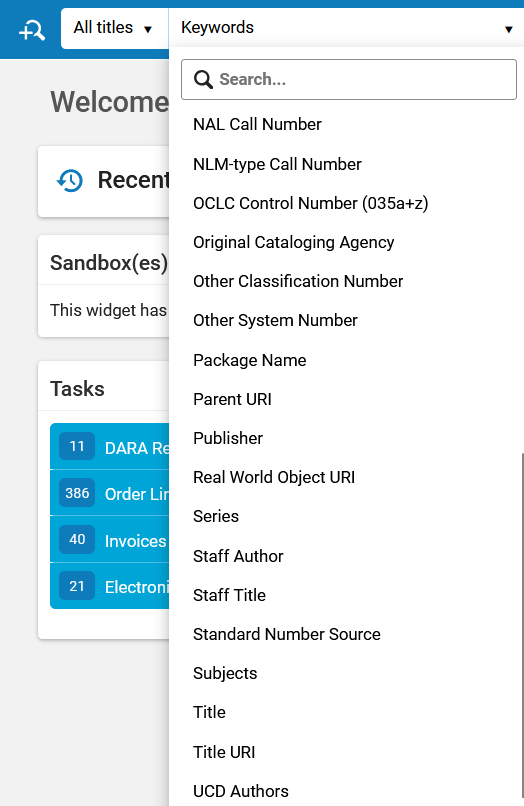 All titles
Keywords
Search...
NAL Call Number
NLM-type Call Number
OCLC Control Number (035a+z)
Original Cataloging Agency
Other Classification Number
Other System Number
Package Name
Parent URI
Publisher
Real World Object URI
Series
Staff Author
Staff Title
Standard Number Source
Subjects
Title
Title URI
UCD Authors
Welcome
Recent
Sandbox(es)
This widget has
Tasks
11 DARA Re
386 Order Lin
40 Invoices
21 Electroni